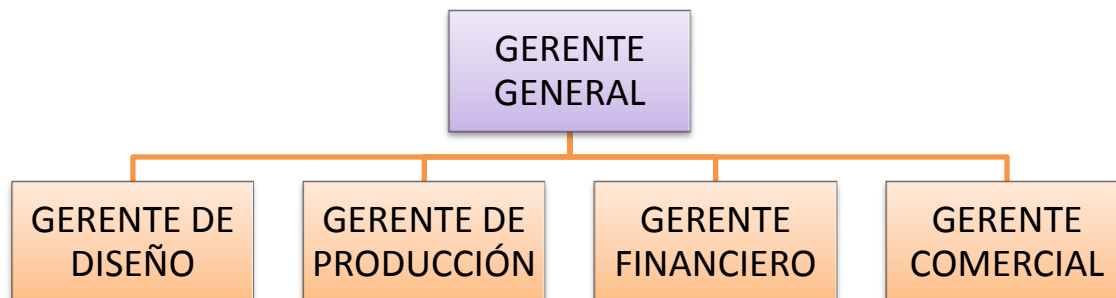 GERENTE
GENERAL
GERENTE DE
DISEÑO
GERENTE DE
PRODUCCIÓN
GERENTE
FINANCIERO
GERENTE
COMERCIAL